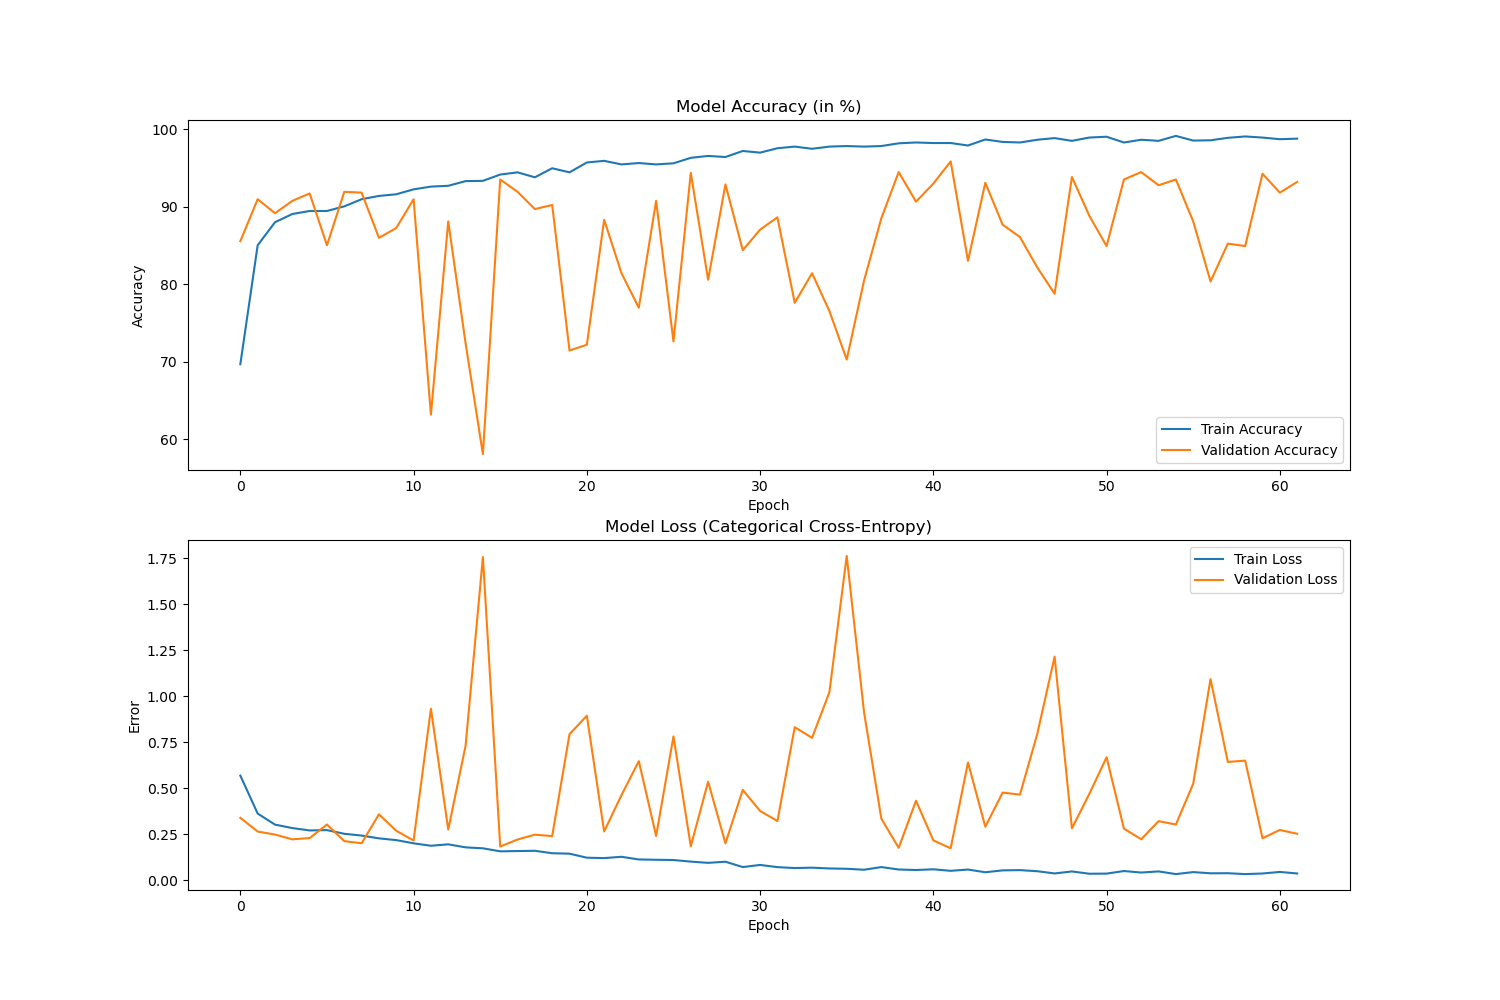 Model Accuracy (in %)
100
90
80
70
60
Accuracy
Train Accuracy
Validation Accuracy
0 10 20 30 40 50 60
Epoch
Model Loss (Categorical Cross-Entropy)
1.75
1.50
1.25
1.00
0.75
0.50
0.25
0.00
Error
Train Loss
Validation Loss
0 10 20 30 40 50 60
Epoch